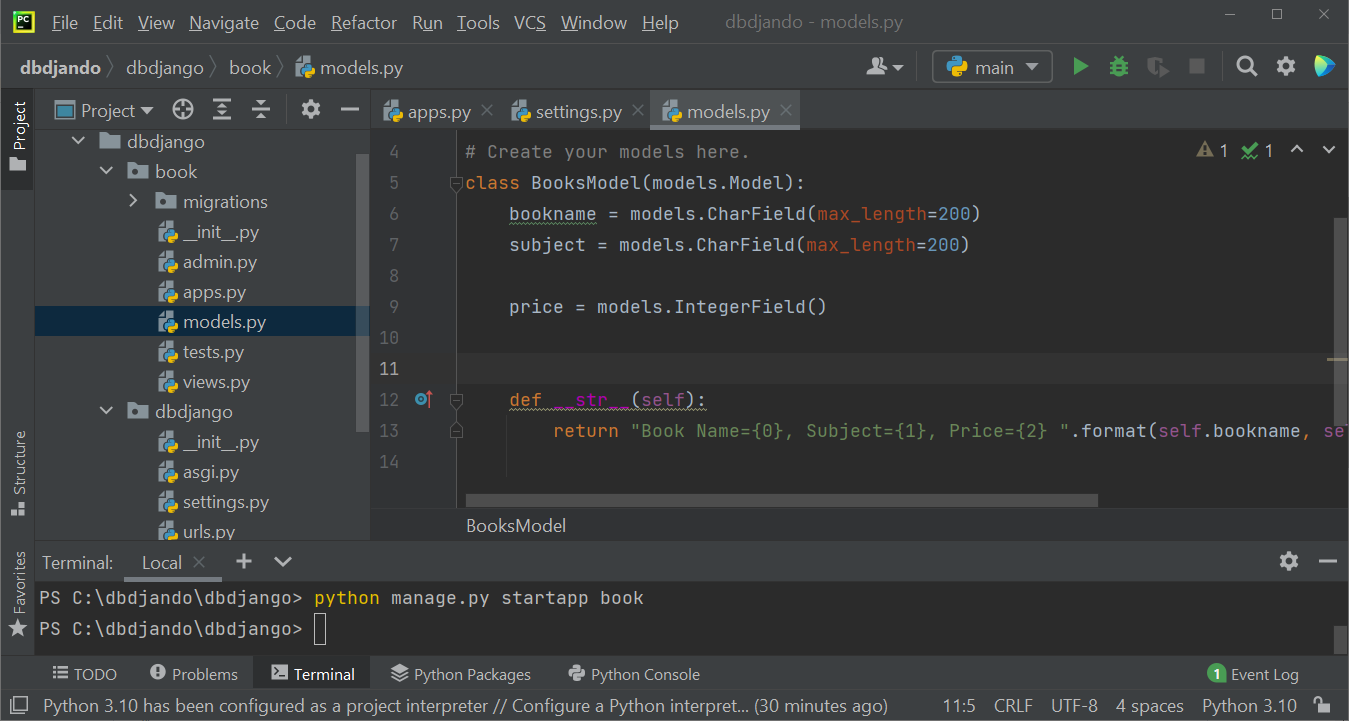 PC
File Edit View Navigate Code Refactor Run Tools VCS Window Help dbdjando - models.py
dbdjando dbdjando book models.py main
Project
Project apps.py settings.py models.py
dbdjango
book
migrations
__init__.py
admin.py
apps.py
models.py
tests.py
views.py
dbdjango
__init__.py
asgi.py
settings.py
urls.py
1 1
4 # Create your models here.
5 class BooksModel(models.Model):
6 bookname = models.CharField(max_length=200)
7 subject = models.CharField(max_length=200)
8
9 price = models.IntegerField()
10
11
12 def __str__(self):
13 return "Book Name={0}, Subject={1}, Price={2} ".format(self.bookname, se
14
BooksModel
Structure
Favorites
Terminal: Local
PS C:\dbdjando\dbdjango> python manage.py startapp book
PS C:\dbdjando\dbdjango>
TODO Problems Terminal Python Packages Python Console 1 Event Log
Python 3.10 has been configured as a project interpreter // Configure a Python interpret... (30 minutes ago) 11:5 CRLF UTF-8 4 spaces Python 3.10